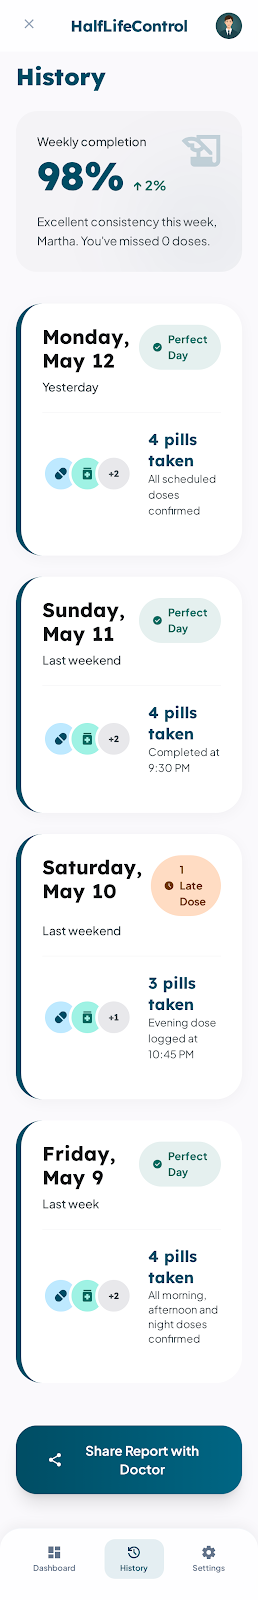 HalfLifeControl
History
Weekly completion
98% ↑ 2%
Excellent consistency this week,
Martha. You've missed 0 doses.
Monday,
May 12
Perfect
Day
Yesterday
+2
4 pills
taken
All scheduled
doses
confirmed
Sunday,
May 11
Perfect
Day
Last weekend
+2
4 pills
taken
Completed at
9:30 PM
Saturday,
May 10
1
Late
Dose
Last weekend
+1
3 pills
taken
Evening dose
logged at
10:45 PM
Friday,
May 9
Perfect
Day
Last week
+2
4 pills
taken
All morning,
afternoon and
night doses
confirmed
Share Report with
Doctor
Dashboard
History
Settings